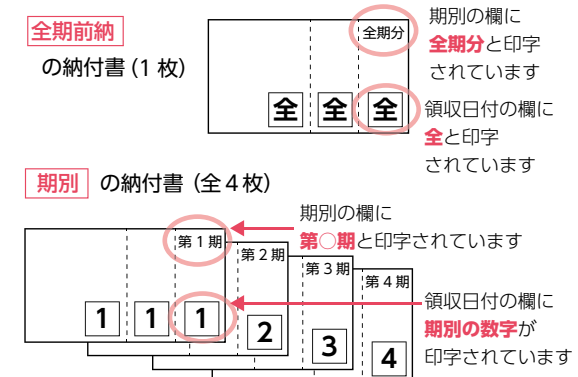 全期前納
の納付書（1 枚）
全期分
全 全 全
期別の欄に
全期分と印字
されています
領収日付の欄に
全と印字
されています
期別 の納付書（全４枚）
期別の欄に
第○期と印字されています
第１期
第２期
第３期
第４期
1 1 1
2
3
4
領収日付の欄に
期別の数字が
印字されています